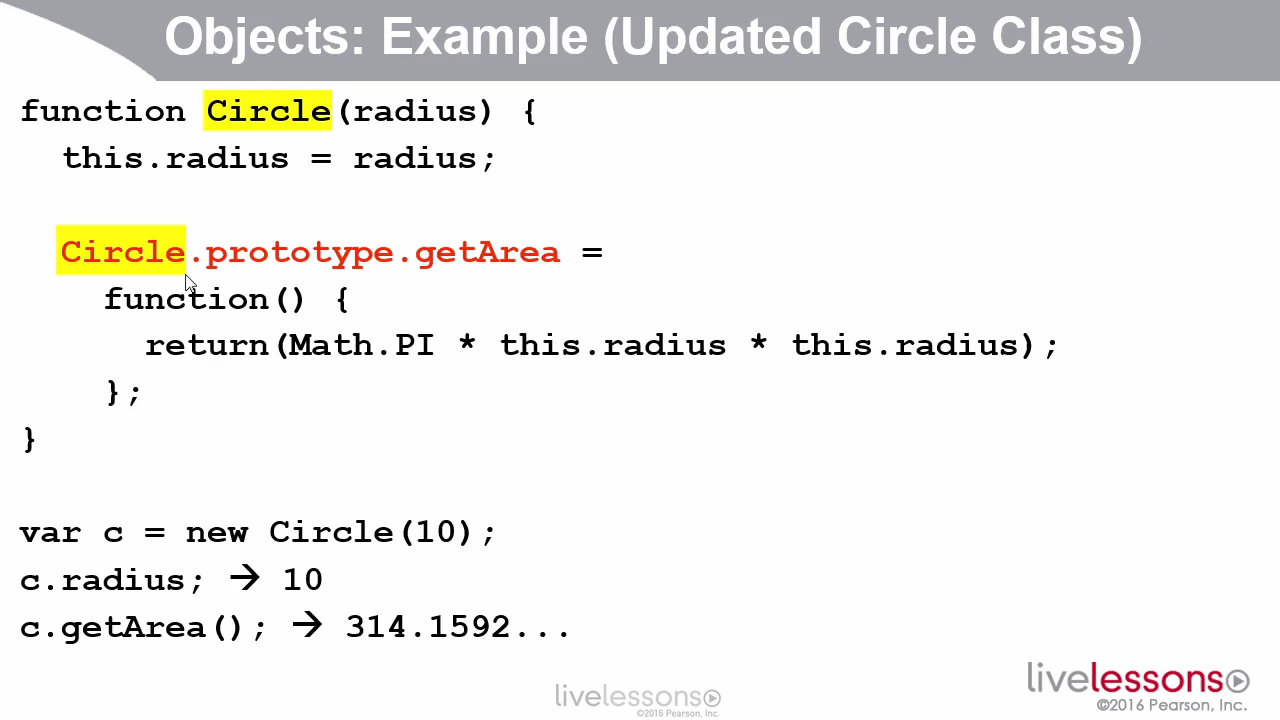 Objects: Example (Updated Circle Class)
function Circle(radius) {
this.radius = radius;
Circle.prototype.getArea =
function() {
return(Math.PI * this.radius * this.radius);
};
}
var c = new Circle(10);
c.radius; → 10
c.getArea(); → 314.1592...
livelessons
©2016 Pearson, Inc.
livelessons
©2016 Pearson, Inc.